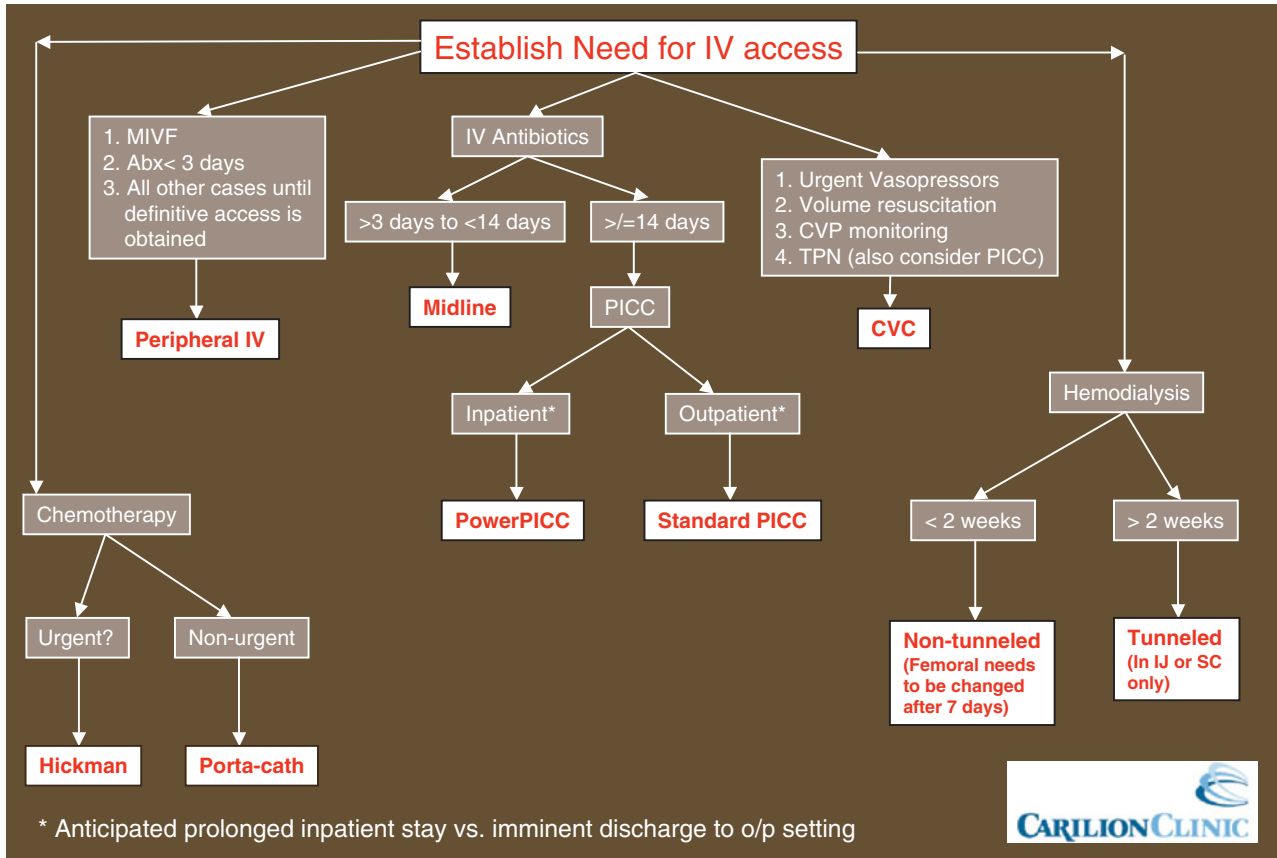 Establish Need for IV access
1. MIVF
2. Abx< 3 days
3. All other cases until
definitive access is
obtained
Peripheral IV
IV Antibiotics
>3 days to <14 days
>/=14 days
Midline
PICC
Inpatient*
Outpatient*
PowerPICC
Standard PICC
1. Urgent Vasopressors
2. Volume resuscitation
3. CVP monitoring
4. TPN (also consider PICC)
CVC
Hemodialysis
< 2 weeks
> 2 weeks
Non-tunneled
(Femoral needs
to be changed
after 7 days)
Tunneled
(In IJ or SC
only)
Chemotherapy
Urgent?
Non-urgent
Hickman
Porta-cath
* Anticipated prolonged inpatient stay vs. imminent discharge to o/p setting
CARILION CLINIC